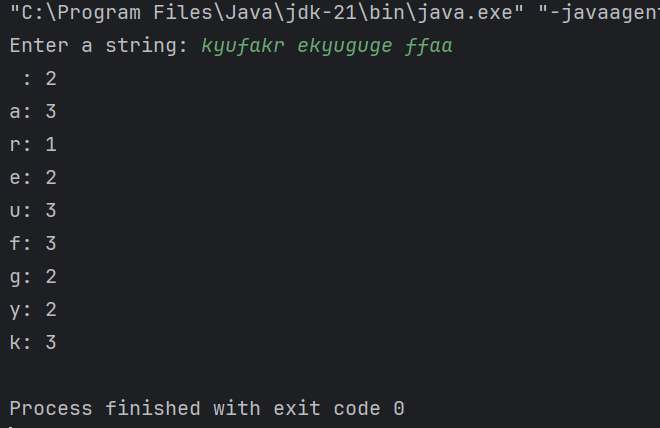 "C:\Program Files\Java\jdk-21\bin\java.exe" "-javaagent
Enter a string: kyufakr ekyuguge ffaa
 : 2
a: 3
r: 1
e: 2
u: 3
f: 3
g: 2
y: 2
k: 3
Process finished with exit code 0